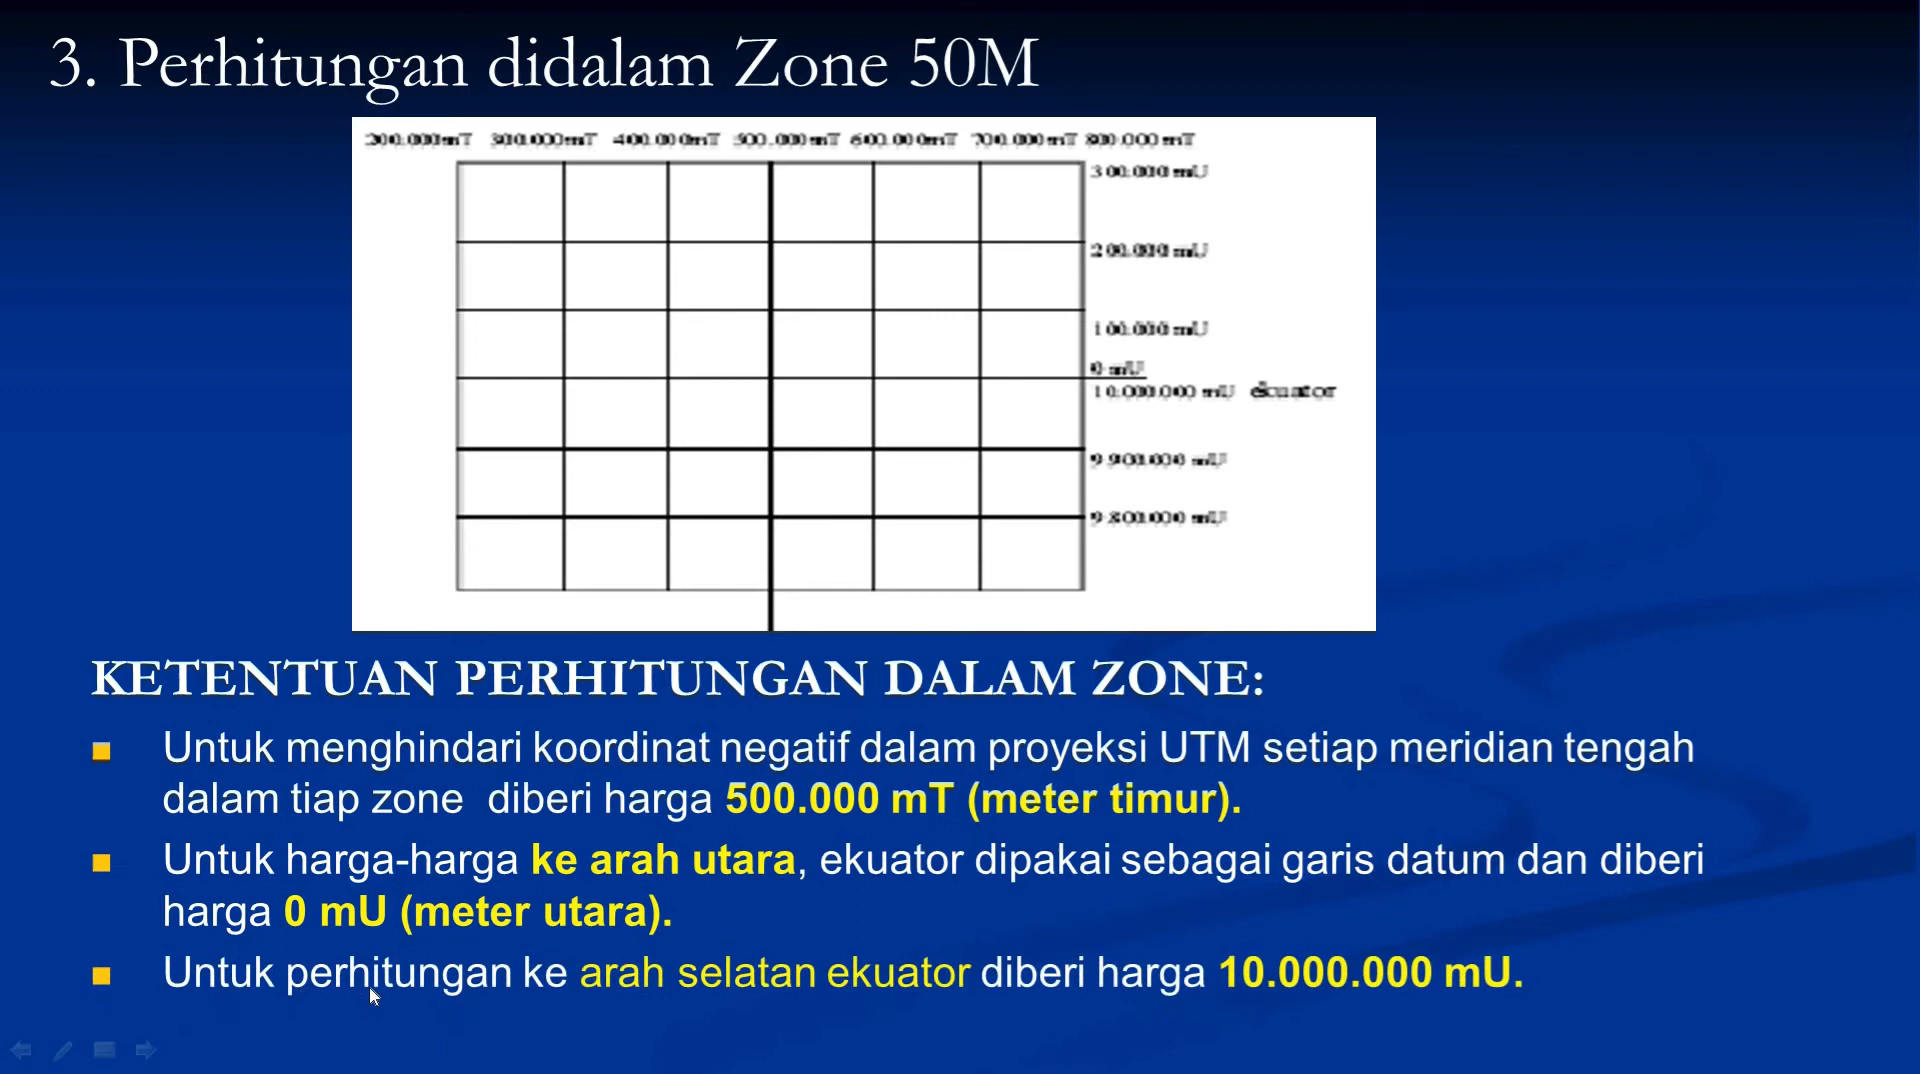 3. Perhitungan didalam Zone 50M
200.000mT 300.000mT 400.000mT 500.000mT 600.000mT 700.000mT 800.000mT
300.000 mU
200.000 mU
100.000 mU
0 mU
10.000.000 mU ekuator
9.900.000 mU
9.800.000 mU
KETENTUAN PERHITUNGAN DALAM ZONE:
Untuk menghindari koordinat negatif dalam proyeksi UTM setiap meridian tengah
dalam tiap zone diberi harga 500.000 mT (meter timur).
Untuk harga-harga ke arah utara, ekuator dipakai sebagai garis datum dan diberi
harga 0 mU (meter utara).
Untuk perhitungan ke arah selatan ekuator diberi harga 10.000.000 mU.